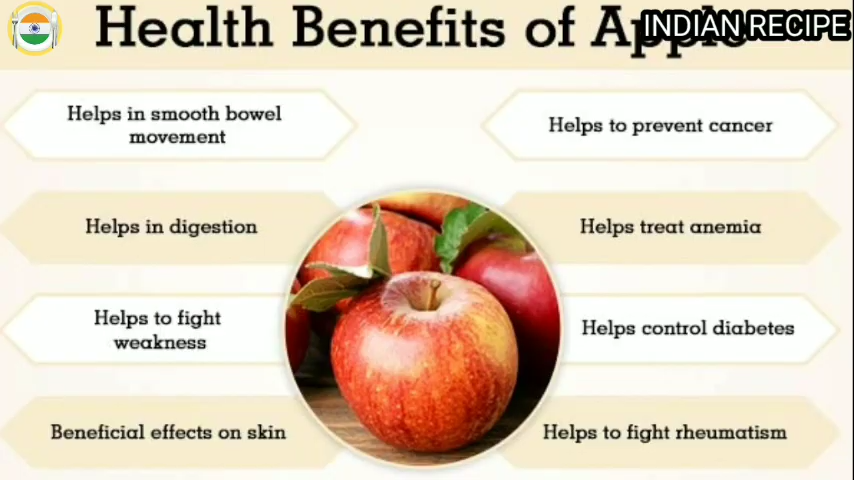 Health Benefits of Apple
INDIAN RECIPE
Helps in smooth bowel
movement
Helps to prevent cancer
Helps in digestion
Helps treat anemia
Helps to fight
weakness
Helps control diabetes
Beneficial effects on skin
Helps to fight rheumatism